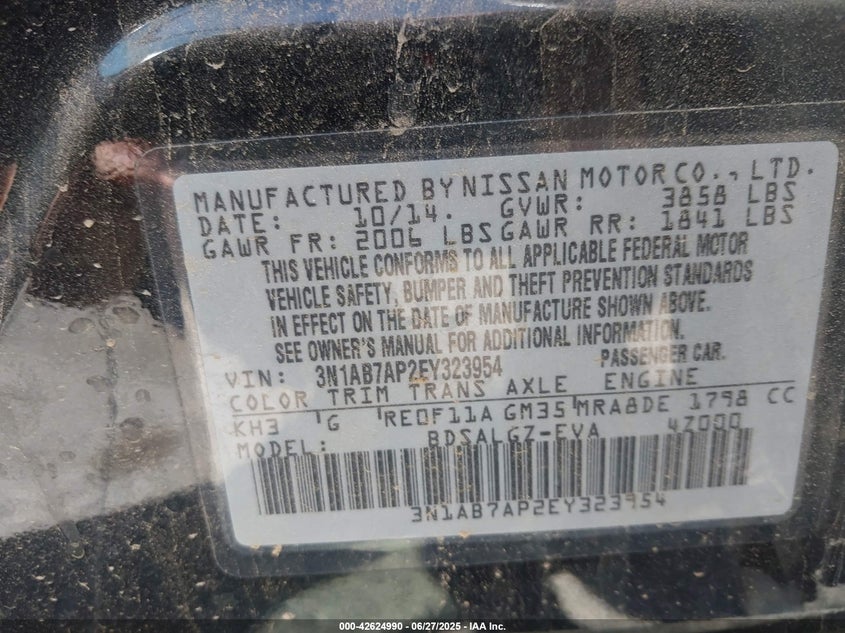 MANUFACTURED BY NISSAN MOTOR CO., LTD.
DATE: 10/14. GVWR: 3858 LBS
GAWR FR: 2006 LBS GAWR RR: 1841 LBS
THIS VEHICLE CONFORMS TO ALL APPLICABLE FEDERAL MOTOR
VEHICLE SAFETY, BUMPER AND THEFT PREVENTION STANDARDS
IN EFFECT ON THE DATE OF MANUFACTURE SHOWN ABOVE.
SEE OWNER'S MANUAL FOR ADDITIONAL INFORMATION.
VIN: 3N1AB7AP2EY323954 PASSENGER CAR.
COLOR TRIM TRANS AXLE ENGINE
KH3 G RE0F11A GM35 MRA8DE 1798 CC
MODEL: BDSALGZ-EVA 4Z000
3N1AB7AP2EY323954
000-42624990 - 06/27/2025 - IAA Inc.